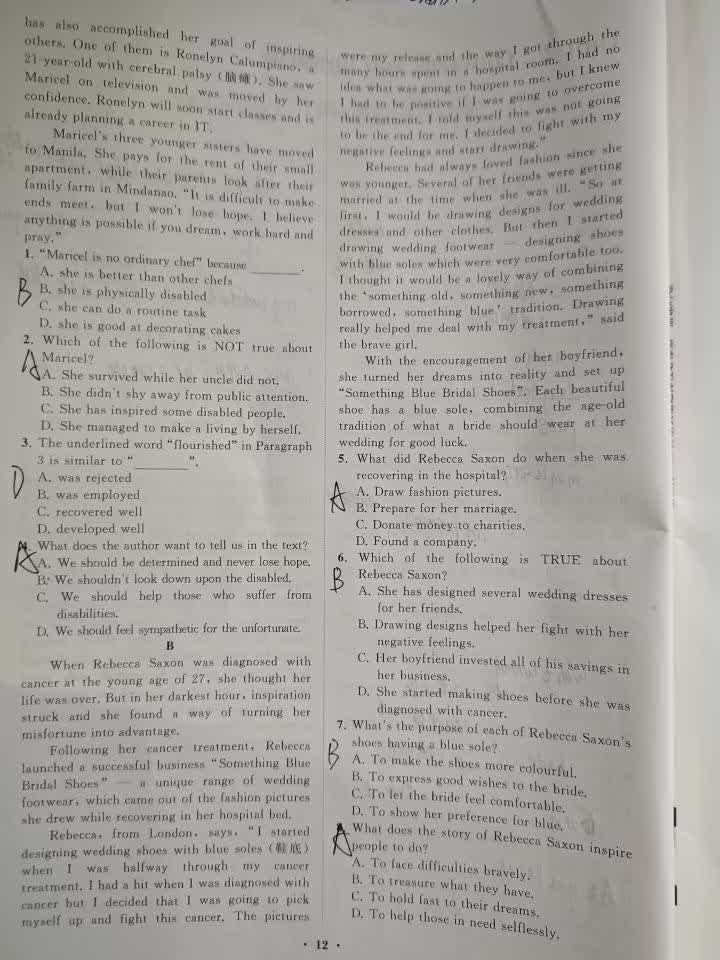 has also accomplished her goal of inspiring
others. One of them is Ronelyn Calumpiano, a
21-year-old with cerebral palsy (脑瘫). She saw
Maricel on television and was moved by her
confidence. Ronelyn will soon start classes and is
already planning a career in IT.
Maricel's three younger sisters have moved
to Manila. She pays for the rent of their small
apartment, while their parents look after their
family farm in Mindanao. "It is difficult to make
ends meet, but I won't lose hope. I believe
anything is possible if you dream, work hard and
pray."
1. "Maricel is no ordinary chef" because ________.
A. she is better than other chefs
B B. she is physically disabled
C. she can do a routine task
D. she is good at decorating cakes
2. Which of the following is NOT true about
A Maricel?
A. She survived while her uncle did not.
B. She didn't shy away from public attention.
C. She has inspired some disabled people.
D. She managed to make a living by herself.
3. The underlined word "flourished" in Paragraph
3 is similar to "________".
D A. was rejected
B. was employed
C. recovered well
D. developed well
What does the author want to tell us in the text?
A A. We should be determined and never lose hope.
B. We shouldn't look down upon the disabled.
C. We should help those who suffer from
disabilities.
D. We should feel sympathetic for the unfortunate.
B
When Rebecca Saxon was diagnosed with
cancer at the young age of 27, she thought her
life was over. But in her darkest hour, inspiration
struck and she found a way of turning her
misfortune into advantage.
Following her cancer treatment, Rebecca
launched a successful business "Something Blue
Bridal Shoes" — a unique range of wedding
footwear, which came out of the fashion pictures
she drew while recovering in her hospital bed.
Rebecca, from London, says, "I started
designing wedding shoes with blue soles (鞋底)
when I was halfway through my cancer
treatment. I had a hit when I was diagnosed with
cancer but I decided that I was going to pick
myself up and fight this cancer. The pictures
were my release and the way I got through the
many hours spent in a hospital room. I had no
idea what was going to happen to me, but I knew
I had to be positive if I was going to overcome
this treatment. I told myself this was not going
to be the end for me. I decided to fight with my
negative feelings and start drawing."
Rebecca had always loved fashion since she
was younger. Several of her friends were getting
married at the time when she was ill. "So at
first, I would be drawing designs for wedding
dresses and other clothes. But then I started
drawing wedding footwear — designing shoes
with blue soles which were very comfortable too.
I thought it would be a lovely way of combining
the 'something old, something new, something
borrowed, something blue' tradition. Drawing
really helped me deal with my treatment," said
the brave girl.
With the encouragement of her boyfriend,
she turned her dreams into reality and set up
"Something Blue Bridal Shoes". Each beautiful
shoe has a blue sole, combining the age-old
tradition of what a bride should wear at her
wedding for good luck.
5. What did Rebecca Saxon do when she was
recovering in the hospital?
A A. Draw fashion pictures.
B. Prepare for her marriage.
C. Donate money to charities.
D. Found a company.
6. Which of the following is TRUE about
B Rebecca Saxon?
A. She has designed several wedding dresses
for her friends.
B. Drawing designs helped her fight with her
negative feelings.
C. Her boyfriend invested all of his savings in
her business.
D. She started making shoes before she was
diagnosed with cancer.
7. What's the purpose of each of Rebecca Saxon's
B shoes having a blue sole?
A. To make the shoes more colourful.
B. To express good wishes to the bride.
C. To let the bride feel comfortable.
D. To show her preference for blue.
What does the story of Rebecca Saxon inspire
A people to do?
A. To face difficulties bravely.
B. To treasure what they have.
C. To hold fast to their dreams.
D. To help those in need selflessly.
· 12 ·